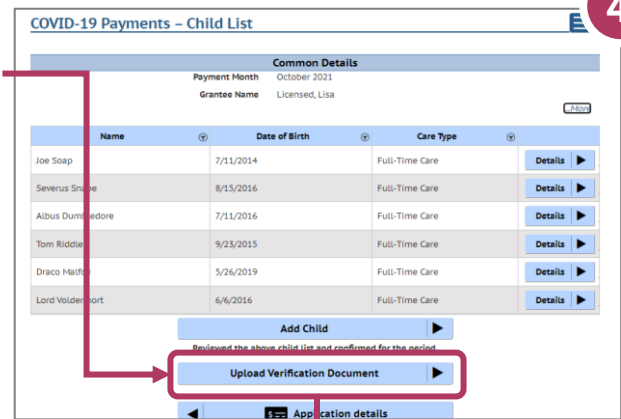 COVID-19 Payments – Child List
4
Common Details
Payment Month October 2021
Grantee Name Licensed, Lisa
...More
Name Date of Birth Care Type
Joe Soap 7/11/2014 Full-Time Care Details
Severus Snape 8/15/2016 Full-Time Care Details
Albus Dumbledore 7/11/2016 Full-Time Care Details
Tom Riddle 9/23/2015 Full-Time Care Details
Draco Malfoy 5/26/2019 Full-Time Care Details
Lord Voldemort 6/6/2016 Full-Time Care Details
Add Child
Reviewed the above child list and confirmed for the period
Upload Verification Document
Application details